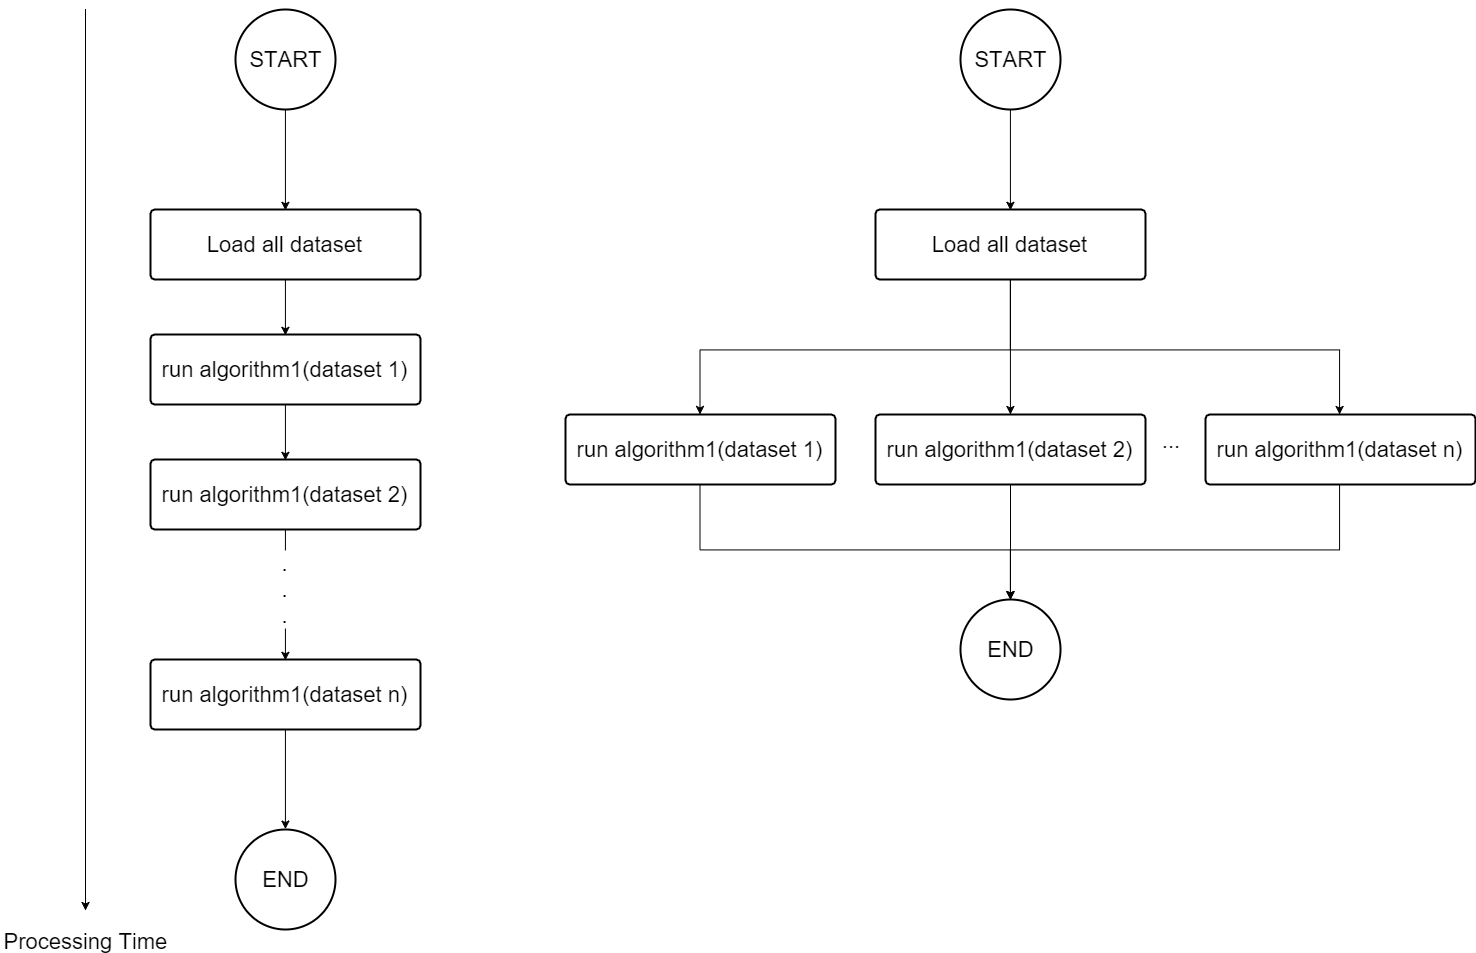 START
Load all dataset
run algorithm1(dataset 1)
run algorithm1(dataset 2)
.
.
.
run algorithm1(dataset n)
END
Processing Time
START
Load all dataset
run algorithm1(dataset 1)
run algorithm1(dataset 2)
...
run algorithm1(dataset n)
END